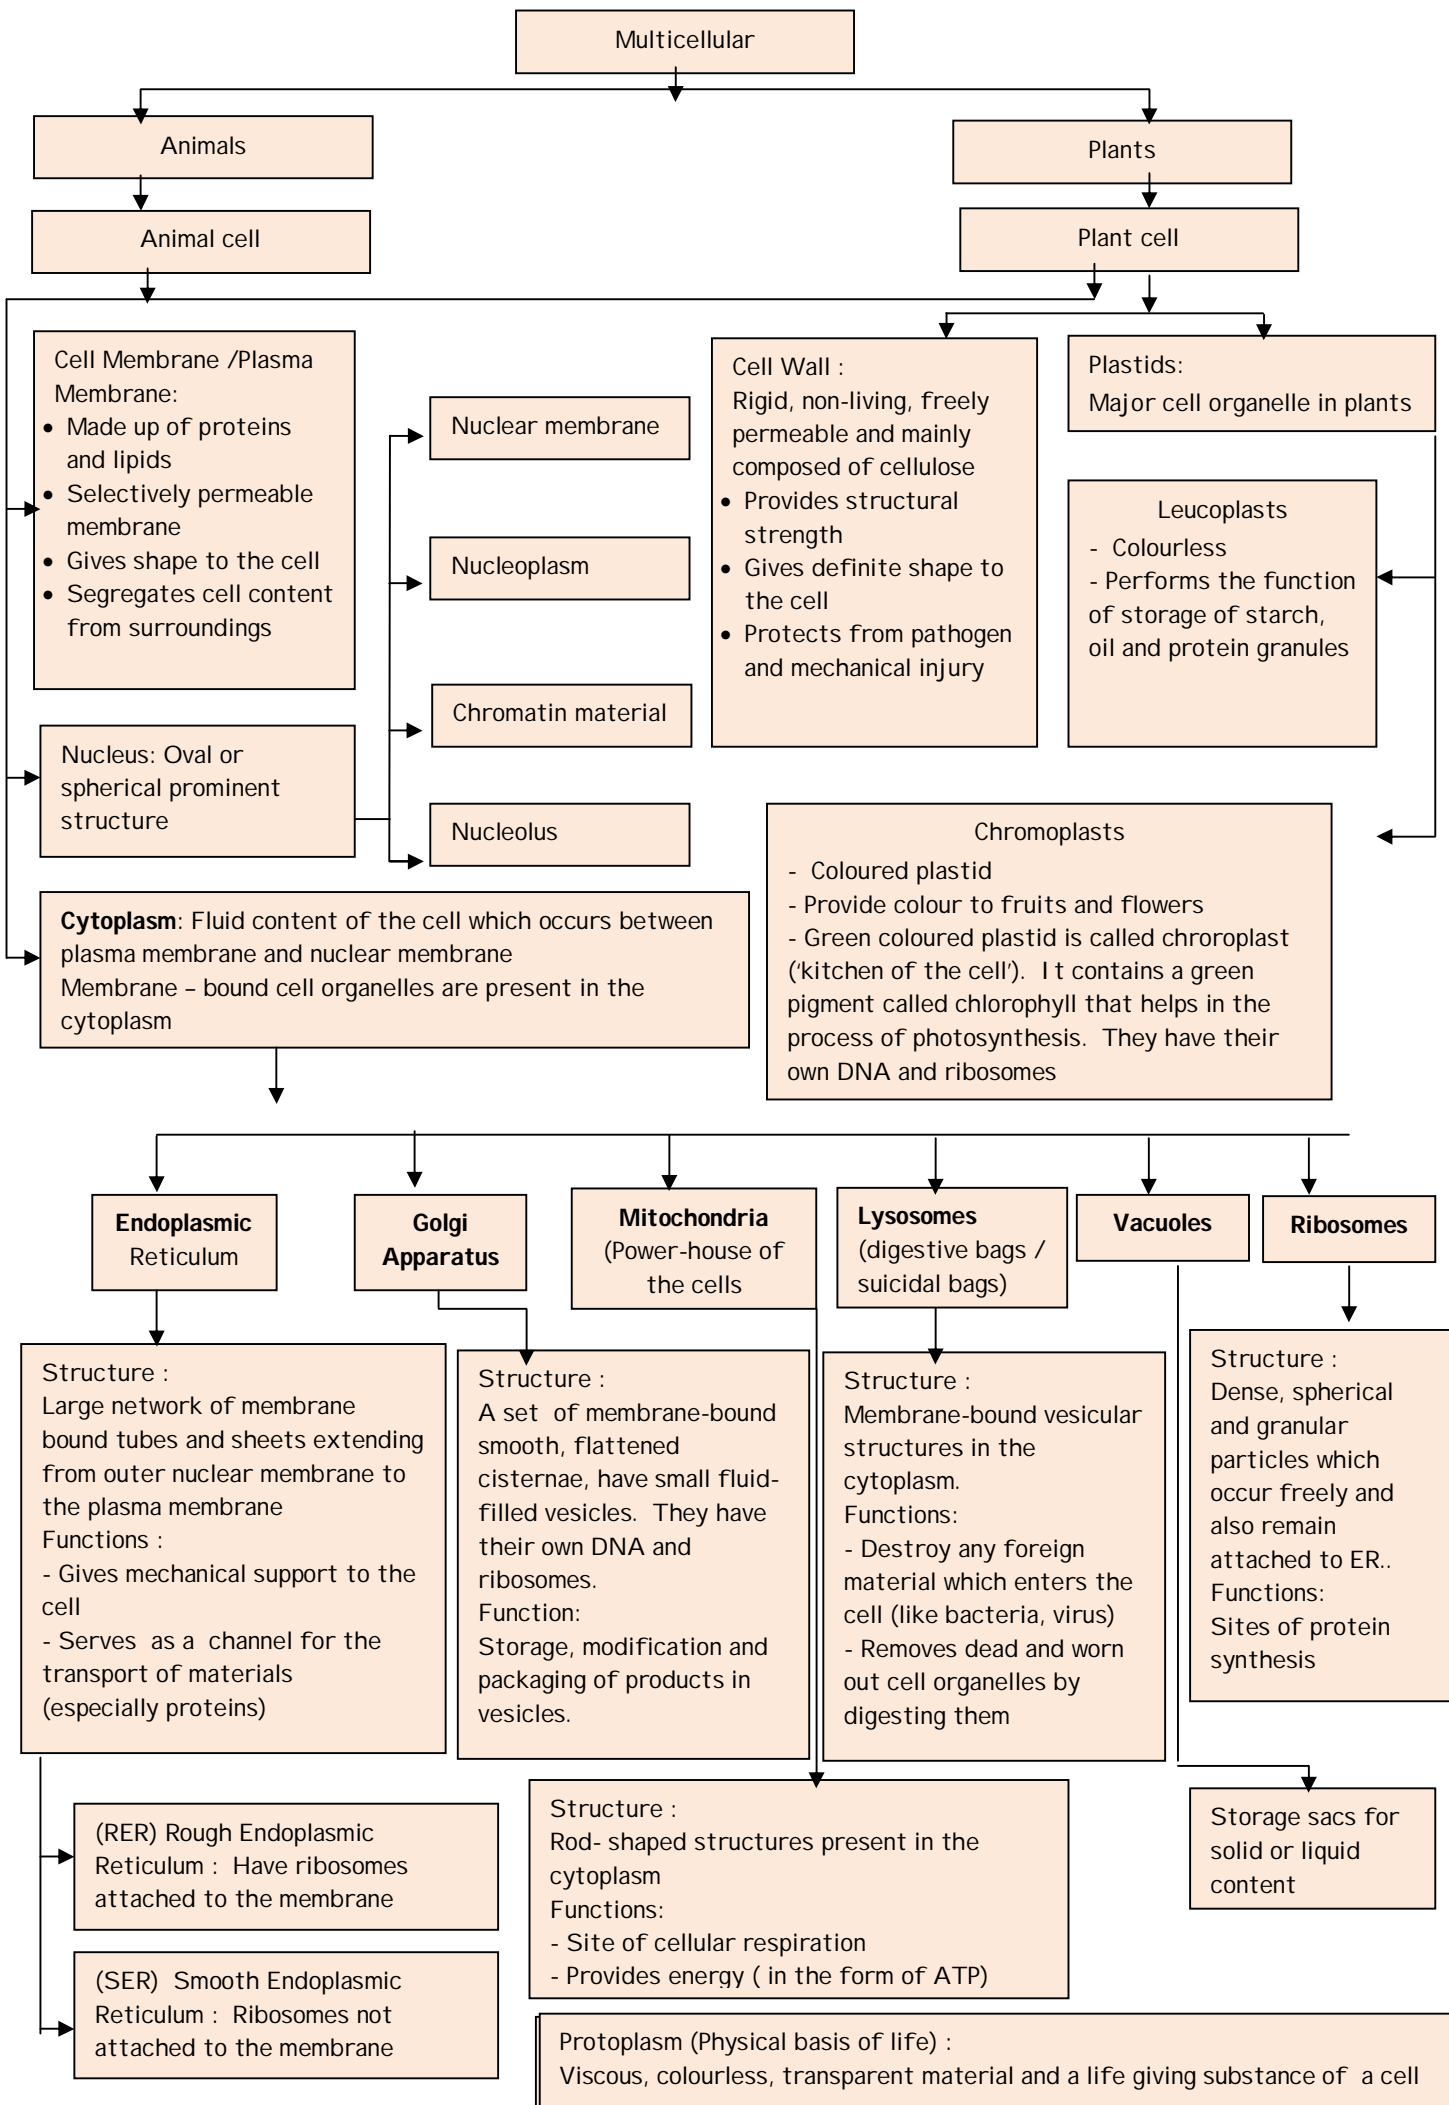 Multicellular
Animals
Plants
Animal cell
Plant cell
Cell Membrane /Plasma
Membrane:
• Made up of proteins
and lipids
• Selectively permeable
membrane
• Gives shape to the cell
• Segregates cell content
from surroundings
Nuclear membrane
Nucleoplasm
Chromatin material
Nucleolus
Cell Wall :
Rigid, non-living, freely
permeable and mainly
composed of cellulose
• Provides structural
strength
• Gives definite shape to
the cell
• Protects from pathogen
and mechanical injury
Plastids:
Major cell organelle in plants
Leucoplasts
- Colourless
- Performs the function
of storage of starch,
oil and protein granules
Nucleus: Oval or
spherical prominent
structure
Chromoplasts
- Coloured plastid
- Provide colour to fruits and flowers
- Green coloured plastid is called chroroplast
(‘kitchen of the cell’). It contains a green
pigment called chlorophyll that helps in the
process of photosynthesis. They have their
own DNA and ribosomes
Cytoplasm: Fluid content of the cell which occurs between
plasma membrane and nuclear membrane
Membrane – bound cell organelles are present in the
cytoplasm
Endoplasmic
Reticulum
Golgi
Apparatus
Mitochondria
(Power-house of
the cells
Lysosomes
(digestive bags /
suicidal bags)
Vacuoles
Ribosomes
Structure :
Large network of membrane
bound tubes and sheets extending
from outer nuclear membrane to
the plasma membrane
Functions :
- Gives mechanical support to the
cell
- Serves as a channel for the
transport of materials
(especially proteins)
Structure :
A set of membrane-bound
smooth, flattened
cisternae, have small fluid-
filled vesicles. They have
their own DNA and
ribosomes.
Function:
Storage, modification and
packaging of products in
vesicles.
Structure :
Membrane-bound vesicular
structures in the
cytoplasm.
Functions:
- Destroy any foreign
material which enters the
cell (like bacteria, virus)
- Removes dead and worn
out cell organelles by
digesting them
Structure :
Dense, spherical
and granular
particles which
occur freely and
also remain
attached to ER..
Functions:
Sites of protein
synthesis
(RER) Rough Endoplasmic
Reticulum : Have ribosomes
attached to the membrane
(SER) Smooth Endoplasmic
Reticulum : Ribosomes not
attached to the membrane
Structure :
Rod- shaped structures present in the
cytoplasm
Functions:
- Site of cellular respiration
- Provides energy ( in the form of ATP)
Storage sacs for
solid or liquid
content
Protoplasm (Physical basis of life) :
Viscous, colourless, transparent material and a life giving substance of a cell